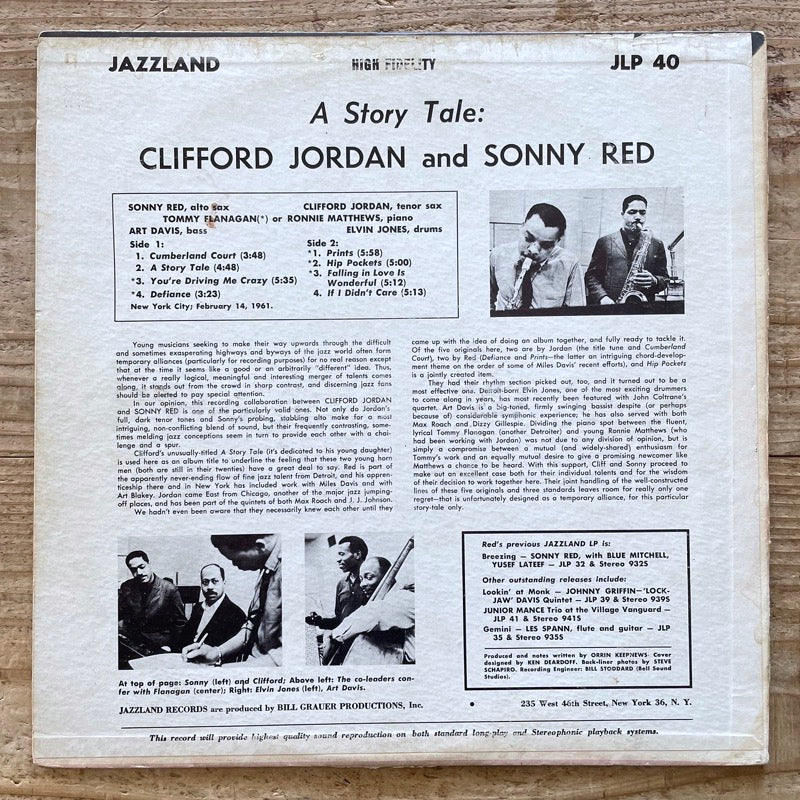 JAZZLAND HIGH FIDELITY JLP 40
A Story Tale:
CLIFFORD JORDAN and SONNY RED
SONNY RED, alto sax CLIFFORD JORDAN, tenor sax
TOMMY FLANAGAN(*) or RONNIE MATTHEWS, piano
ART DAVIS, bass ELVIN JONES, drums
Side 1:
1. Cumberland Court (3:48)
2. A Story Tale (4:48)
*3. You're Driving Me Crazy (5:35)
*4. Defiance (3:23)
New York City; February 14, 1961.
Side 2:
*1. Prints (5:58)
*2. Hip Pockets (5:00)
*3. Falling in Love Is
Wonderful (5:12)
4. If I Didn't Care (5:13)
Young musicians seeking to make their way upwards through the difficult
and sometimes exasperating highways and byways of the jazz world often form
temporary alliances (particularly for recording purposes) for no real reason except
that at the time it seems like a good or an arbitrarily "different" idea. Thus,
whenever a really logical, meaningful and interesting merger of talents comes
along, it stands out from the crowd in sharp contrast, and discerning jazz fans
should be alerted to pay special attention.
In our opinion, this recording collaboration between CLIFFORD JORDAN
and SONNY RED is one of the particularly valid ones. Not only do Jordan's
full, dark tenor tones and Sonny's probing, stabbing alto make for a most
intriguing, non-conflicting blend of sound, but their frequently contrasting, some-
times melding jazz conceptions seem in turn to provide each other with a chal-
lenge and a spur.
Clifford's unusually-titled A Story Tale (it's dedicated to his young daughter)
is used here as an album title to underline the feeling that these two young horn
men (both are still in their twenties) have a great deal to say. Red is part of
the apparently never-ending flow of fine jazz talent from Detroit, and his appren-
ticeship there and in New York has included work with Miles Davis and with
Art Blakey. Jordan came East from Chicago, another of the major jazz jumping-
off places, and has been part of the quintets of both Max Roach and J. J. Johnson.
We hadn't even been aware that they necessarily knew each other until they
came up with the idea of doing an album together, and fully ready to tackle it.
Of the five originals here, two are by Jordan (the title tune and Cumberland
Court), two by Red (Defiance and Prints—the latter an intriguing chord-develop-
ment theme on the order of some of Miles Davis' recent efforts), and Hip Pockets
is a jointly created item.
They had their rhythm section picked out, too, and it turned out to be a
most effective one. Detroit-born Elvin Jones, one of the most exciting drummers
to come along in years, has most recently been featured with John Coltrane's
quartet. Art Davis is a big-toned, firmly swinging bassist despite (or perhaps
because of) considerable symphonic experience; he has also served with both
Max Roach and Dizzy Gillespie. Dividing the piano spot between the fluent,
lyrical Tommy Flanagan (another Detroiter) and young Ronnie Matthews (who
had been working with Jordan) was not due to any division of opinion, but is
simply a compromise between a mutual (and widely-shared) enthusiasm for
Tommy's work and an equally mutual desire to give a promising newcomer like
Matthews a chance to be heard. With this support, Cliff and Sonny proceed to
make out an excellent case both for their individual talents and for the wisdom
of their decision to work together here. Their joint handling of the well-constructed
lines of these five originals and three standards leaves room for really only one
regret—that is unfortunately designed as a temporary alliance, for this particular
story-tale only.
At top of page: Sonny (left) and Clifford; Above left: The co-leaders con-
fer with Flanagan (center); Right: Elvin Jones (left), Art Davis.
Red's previous JAZZLAND LP is:
Breezing — SONNY RED, with BLUE MITCHELL,
YUSEF LATEEF — JLP 32 & Stereo 932S
Other outstanding releases include:
Lookin' at Monk — JOHNNY GRIFFIN—'LOCK-
JAW' DAVIS Quintet — JLP 39 & Stereo 939S
JUNIOR MANCE Trio at the Village Vanguard —
JLP 41 & Stereo 941S
Gemini — LES SPANN, flute and guitar — JLP
35 & Stereo 935S
Produced and notes written by ORRIN KEEPNEWS. Cover
designed by KEN DEARDOFF. Back-liner photos by STEVE
SCHAPIRO. Recording Engineer: BILL STODDARD (Bell Sound
Studios).
JAZZLAND RECORDS are produced by BILL GRAUER PRODUCTIONS, Inc. • 235 West 46th Street, New York 36, N. Y.
This record will provide highest quality sound reproduction on both standard long-play and Stereophonic playback systems.